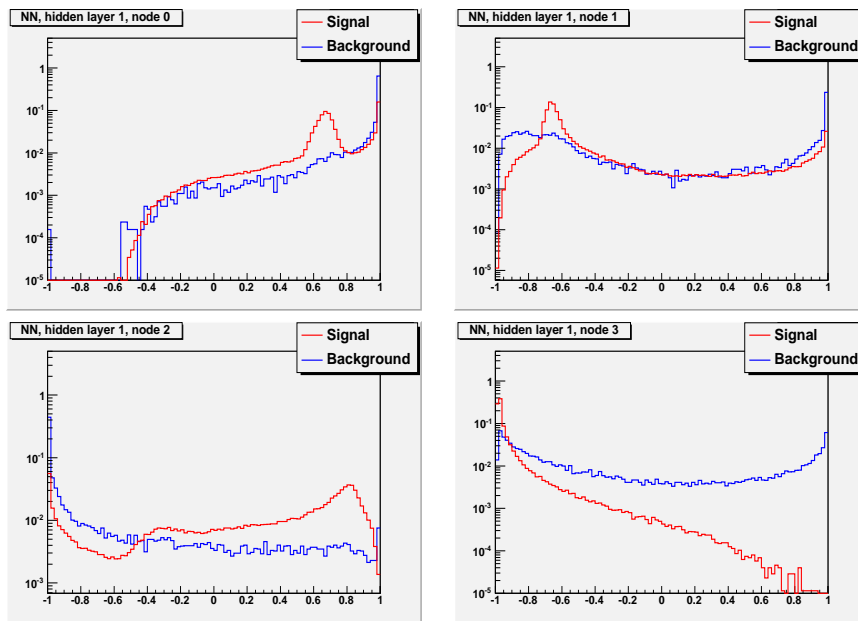 NN, hidden layer 1, node 0
Signal
Background
1
10-1
10-2
10-3
10-4
10-5
-1 -0.8 -0.6 -0.4 -0.2 0 0.2 0.4 0.6 0.8 1
NN, hidden layer 1, node 1
Signal
Background
1
10-1
10-2
10-3
10-4
10-5
-1 -0.8 -0.6 -0.4 -0.2 0 0.2 0.4 0.6 0.8 1
NN, hidden layer 1, node 2
Signal
Background
1
10-1
10-2
10-3
-1 -0.8 -0.6 -0.4 -0.2 0 0.2 0.4 0.6 0.8 1
NN, hidden layer 1, node 3
Signal
Background
1
10-1
10-2
10-3
10-4
10-5
-1 -0.8 -0.6 -0.4 -0.2 0 0.2 0.4 0.6 0.8 1